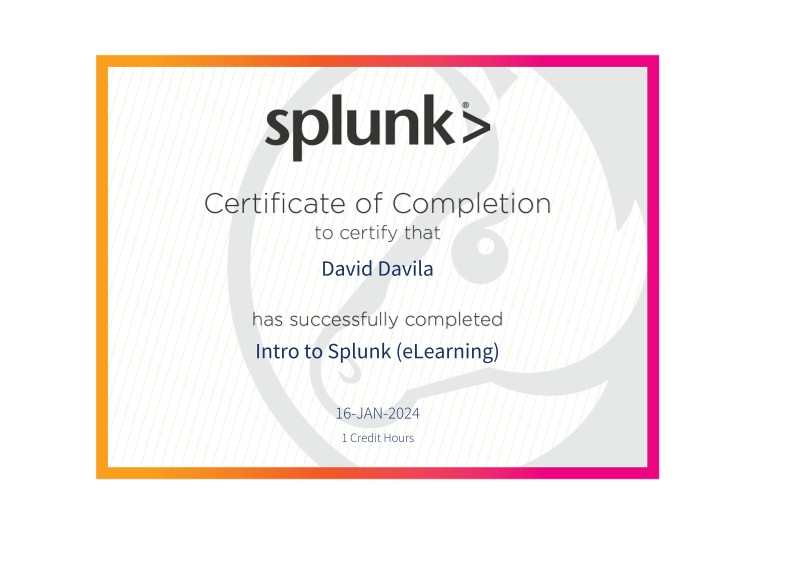 splunk>®
Certificate of Completion
to certify that
David Davila
has successfully completed
Intro to Splunk (eLearning)
16-JAN-2024
1 Credit Hours